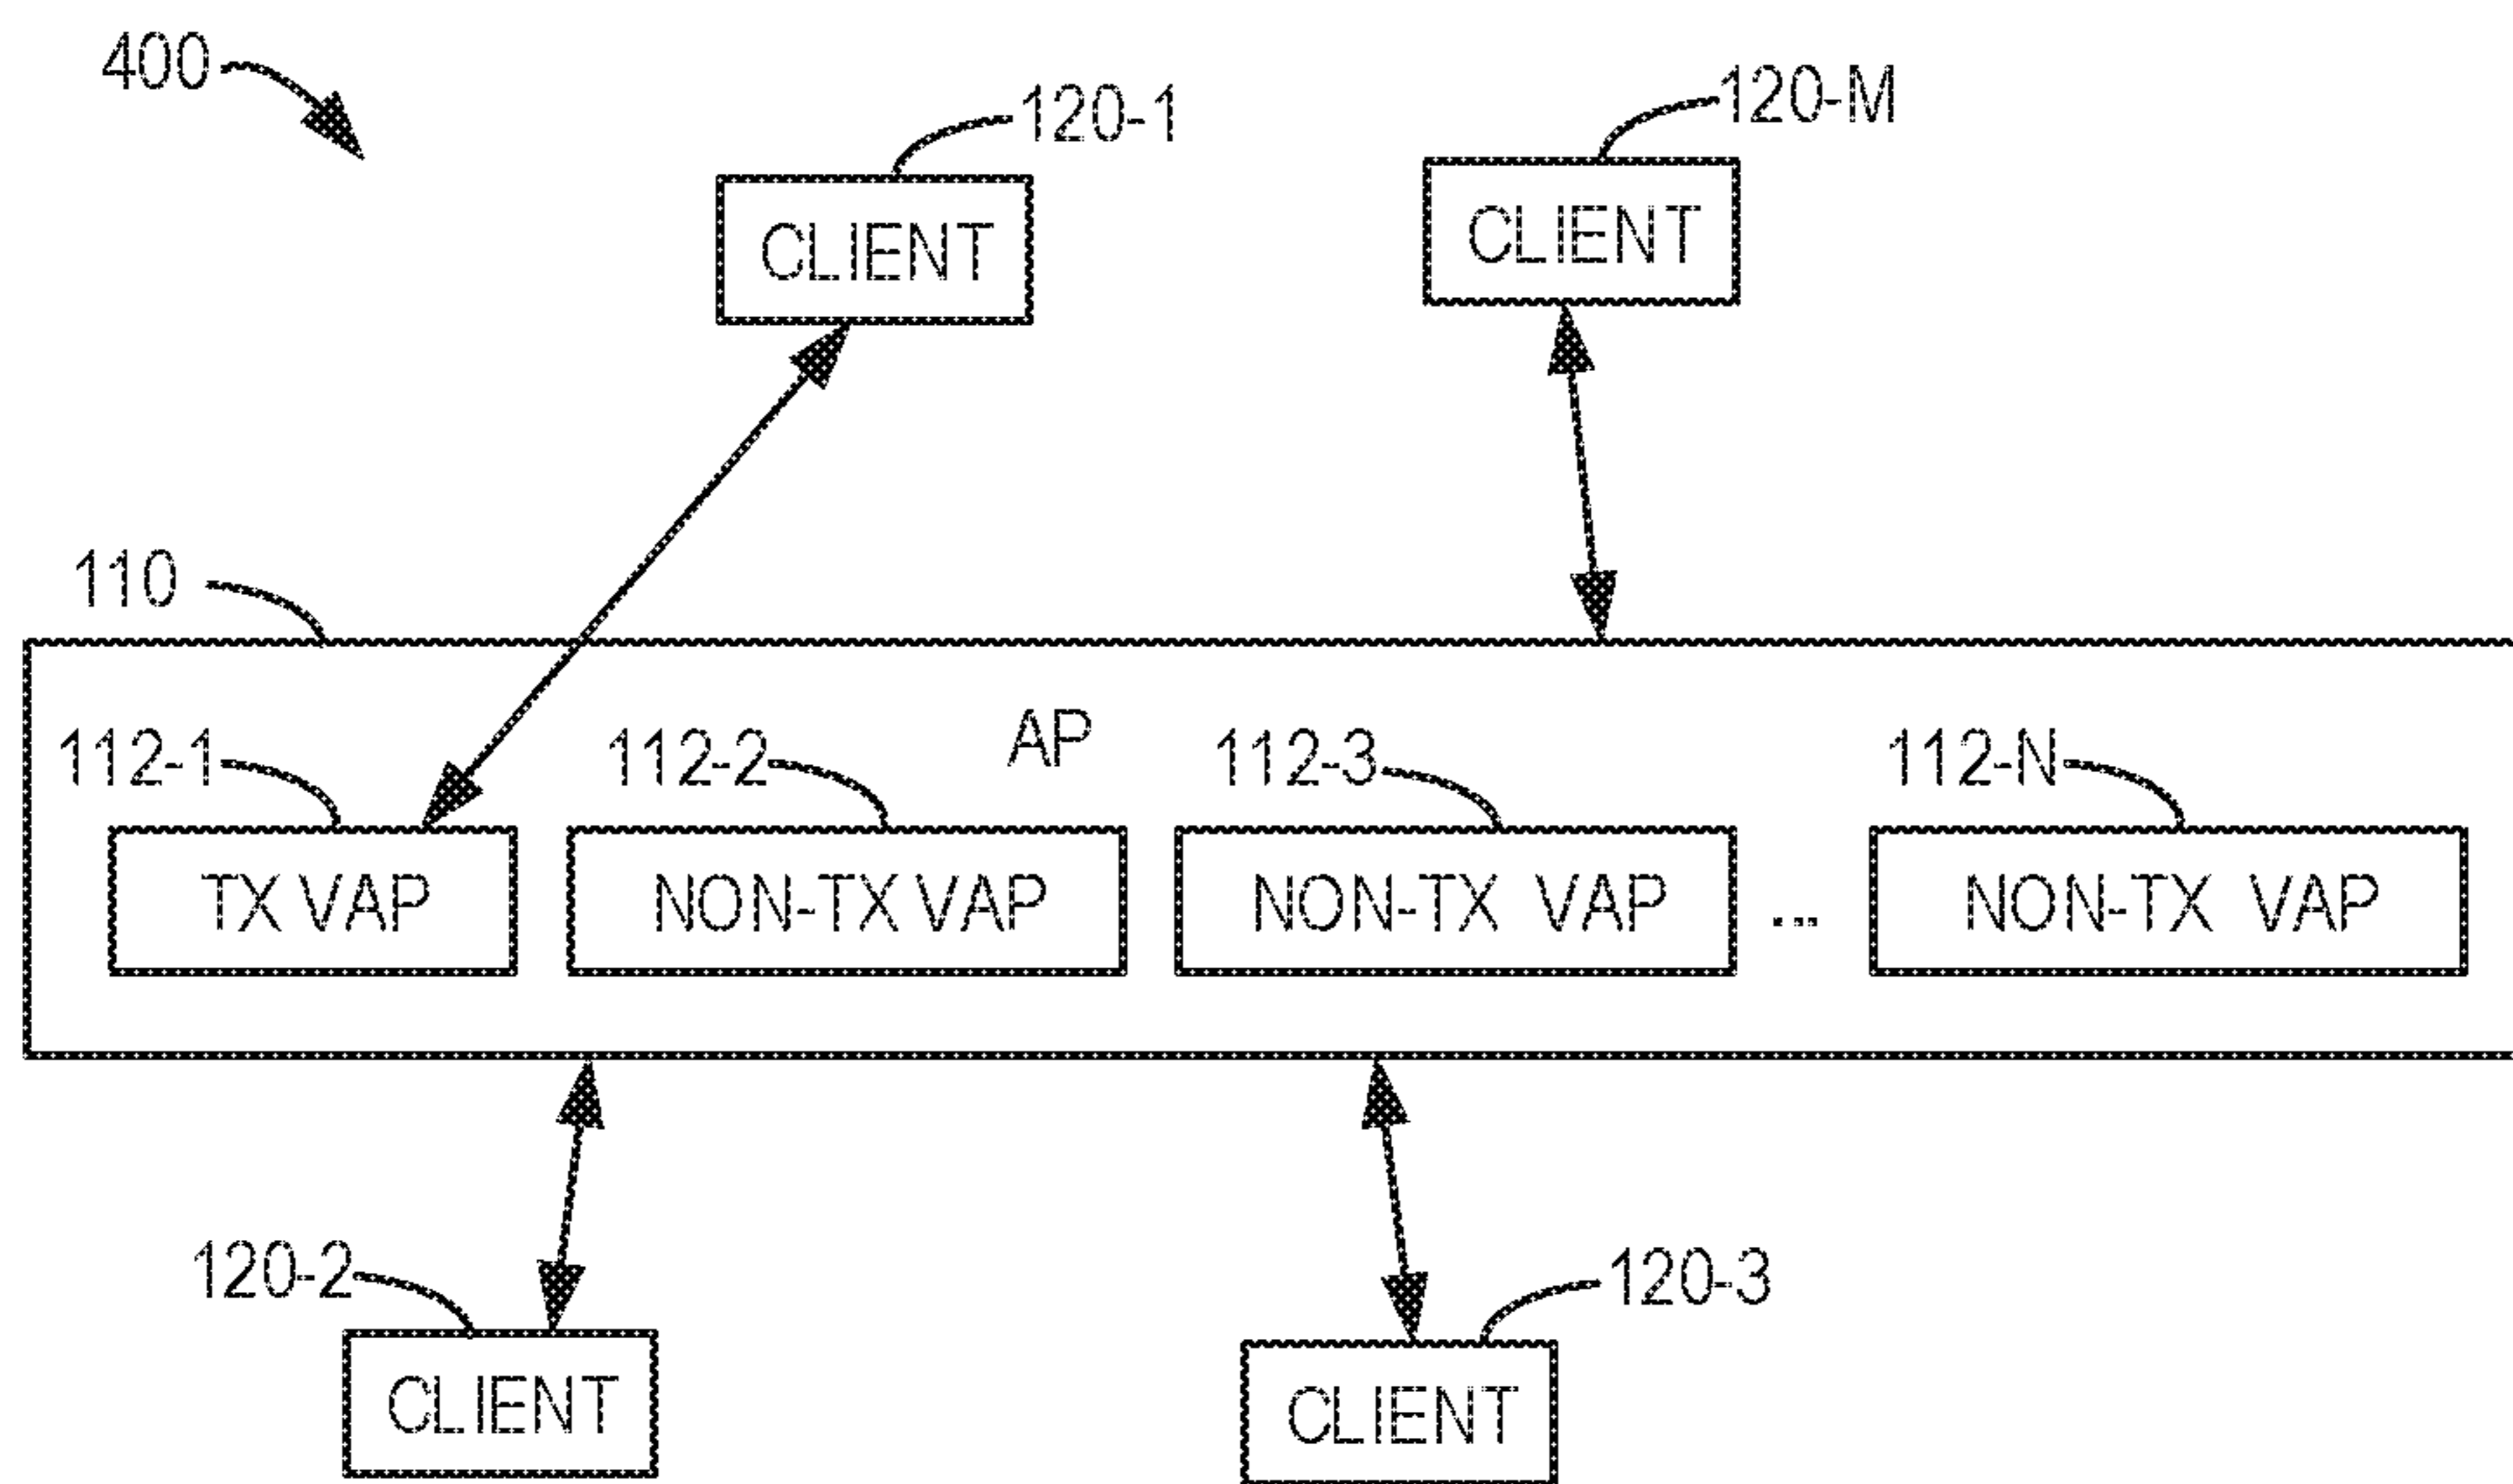 400
120-1
120-M
CLIENT
CLIENT
110
AP
112-1
112-2
112-3
112-N
TX VAP
NON-TX VAP
NON-TX VAP
...
NON-TX VAP
120-2
120-3
CLIENT
CLIENT